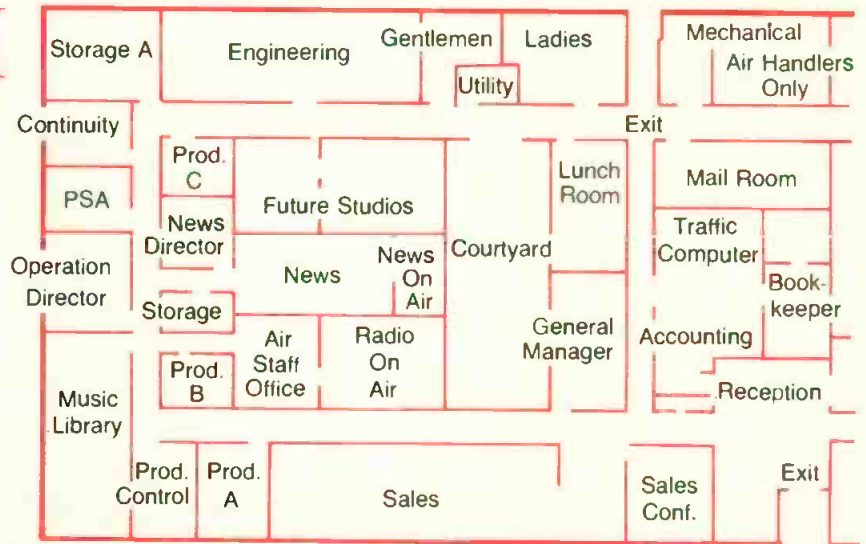 Storage A
Engineering
Gentlemen
Ladies
Utility
Mechanical
Air Handlers
Only
Continuity
Exit
Prod.
C
Lunch
Room
Mail Room
PSA
Future Studios
News
Director
Traffic
Computer
Operation
Director
News
News
On
Air
Courtyard
Book-
keeper
Storage
Air
Staff
Office
Radio
On
Air
General
Manager
Accounting
Prod.
B
Music
Library
Reception
Prod.
Control
Prod.
A
Sales
Sales
Conf.
Exit